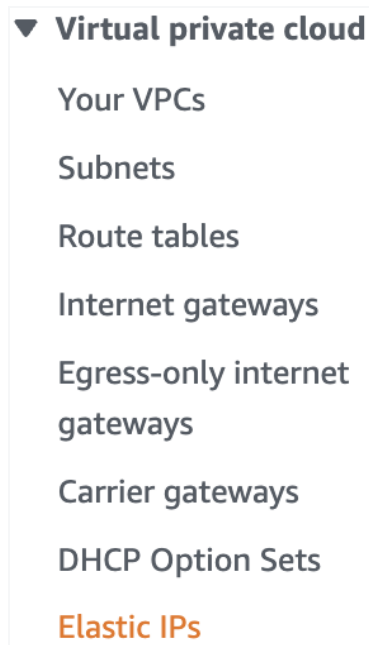 Virtual private cloud
Your VPCs
Subnets
Route tables
Internet gateways
Egress-only internet
gateways
Carrier gateways
DHCP Option Sets
Elastic IPs